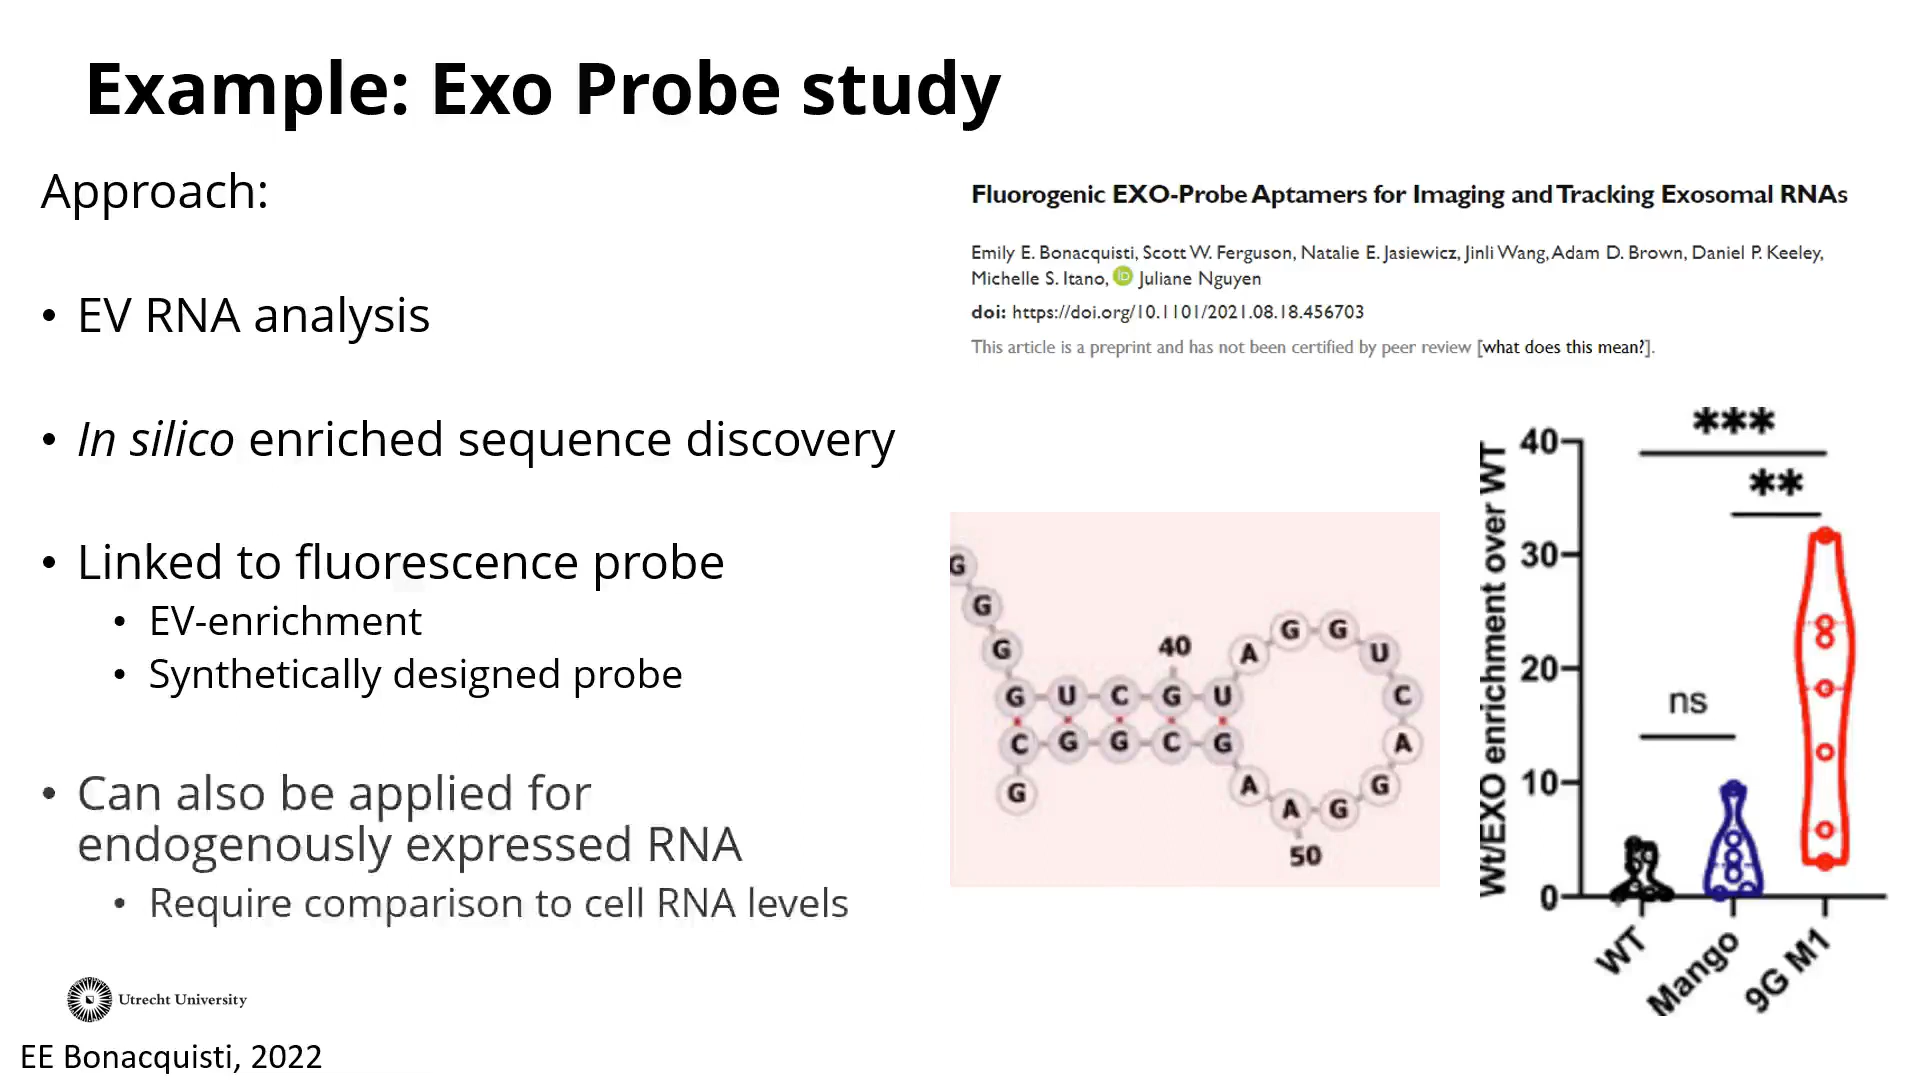 Example: Exo Probe study
Approach:
• EV RNA analysis
• In silico enriched sequence discovery
• Linked to fluorescence probe
• EV-enrichment
• Synthetically designed probe
• Can also be applied for
endogenously expressed RNA
• Require comparison to cell RNA levels
Utrecht University
EE Bonacquisti, 2022
Fluorogenic EXO-Probe Aptamers for Imaging and Tracking Exosomal RNAs
Emily E. Bonacquisti, Scott W. Ferguson, Natalie E. Jasiewicz, Jinli Wang, Adam D. Brown, Daniel P. Keeley,
Michelle S. Itano, iD Juliane Nguyen
doi: https://doi.org/10.1101/2021.08.18.456703
This article is a preprint and has not been certified by peer review [what does this mean?].
G
G
G
G U C G U
C G G C G
G
40
A G G U C A G G A A
50
Wt/EXO enrichment over WT
40
30
20
10
0
***
**
ns
WT
Mango
9G M1